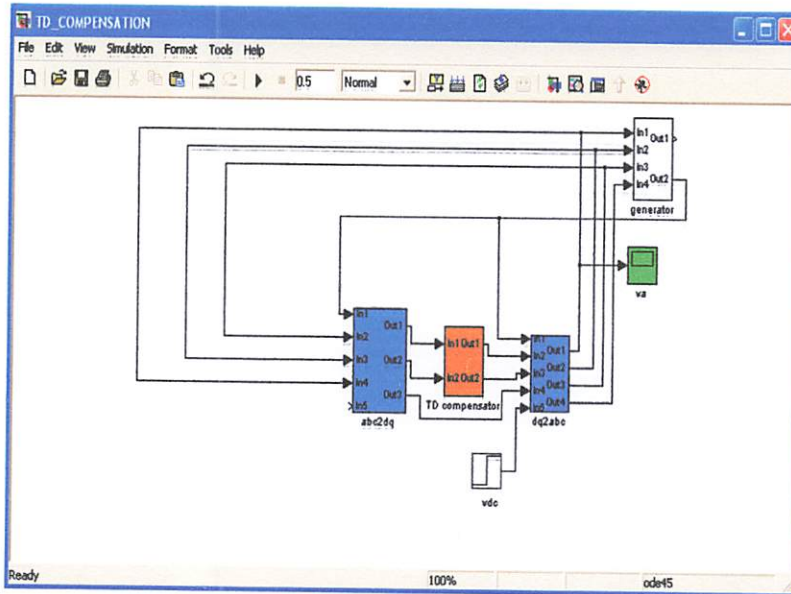 TD_COMPENSATION
File Edit View Simulation Format Tools Help
0.5 Normal
In1 Out1
In2
In3
In4 Out2
generator
va
In1
In2
In3
In4
In5
Out1
Out2
Out3
abc2dq
In1 Out1
In2 Out2
TD compensator
In1
In2
In3
In4
In5
Out1
Out2
Out3
Out4
dq2abc
vdc
Ready 100% ode45